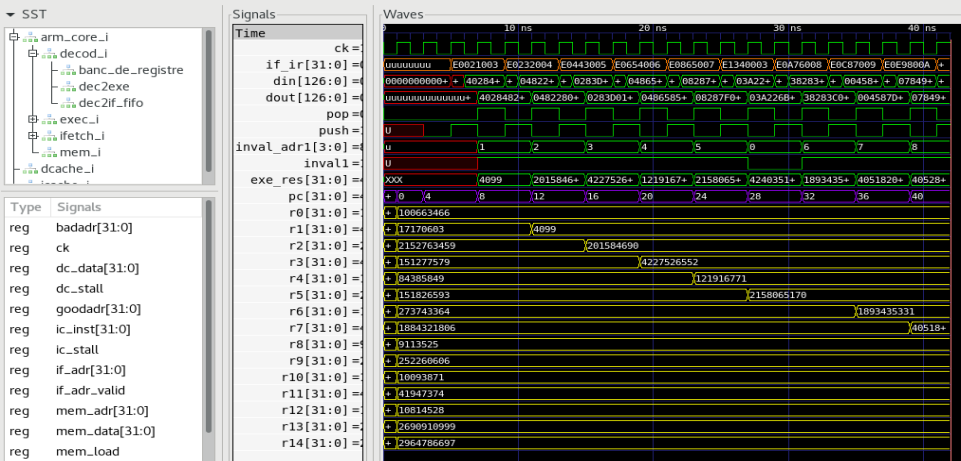 SST
arm_core_i
decod_i
banc_de_registre
dec2exe
dec2if_fifo
exec_i
ifetch_i
mem_i
dcache_i
Type Signals
reg badadr[31:0]
reg ck
reg dc_data[31:0]
reg dc_stall
reg goodadr[31:0]
reg ic_inst[31:0]
reg ic_stall
reg if_adr[31:0]
reg if_adr_valid
reg mem_adr[31:0]
reg mem_data[31:0]
reg mem_load
Signals
Time
ck =
if_ir[31:0] =
din[126:0] =
dout[126:0] =
pop =
push =
inval_adr1[3:0] =
inval1 =
exe_res[31:0] =
pc[31:0] =
r0[31:0] =
r1[31:0] =
r2[31:0] =
r3[31:0] =
r4[31:0] =
r5[31:0] =
r6[31:0] =
r7[31:0] =
r8[31:0] =
r9[31:0] =
r10[31:0] =
r11[31:0] =
r12[31:0] =
r13[31:0] =
r14[31:0] =
Waves
0 10 ns 20 ns 30 ns 40 ns
uuuuuuuu E0021003 E0232004 E0443005 E0654006 E0865007 E1340003 E0A76008 E0C87009 E0E9800A +
0000000000+ + 40284+ + 04822+ + 0283D+ + 04865+ + 08287+ + 03A22+ + 38283+ + 00458+ + 07849+ +
uuuuuuuuuuuuuu+ 4028482+ 0482280+ 0283D01+ 0486585+ 08287F0+ 03A226B+ 38283C0+ 004587D+ 07849+
U
u 1 2 3 4 5 0 6 7 8
U
XXX 4099 2015846+ 4227526+ 1219167+ 2158065+ 4240351+ 1893435+ 4051820+ 40528+
+ 0 4 8 12 16 20 24 28 32 36 40
+ 100663466
+ 17170603 4099
+ 2152763459 201584690
+ 151277579 4227526552
+ 84385849 121916771
+ 151826593 2158065170
+ 273743364 1893435331
+ 1884321806 40518+
+ 9113525
+ 252260606
+ 10093871
+ 41947374
+ 10814528
+ 2690910999
+ 2964786697